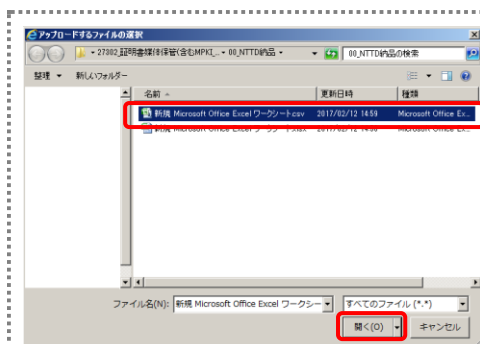 アップロードするファイルの選択
27382_証明書媒体保管(含むMPKI_... 00_NTTD納品
00_NTTD納品の検索
整理 新しいフォルダー
名前 更新日時 種類
新規 Microsoft Office Excel ワークシート.csv 2017/02/12 14:59 Microsoft Office Ex...
新規 Microsoft Office Excel ワークシート.xlsx 2017/02/12 Microsoft Office Ex...
ファイル名(N): 新規 Microsoft Office Excel ワークシー すべてのファイル (*.*)
開く(O) キャンセル